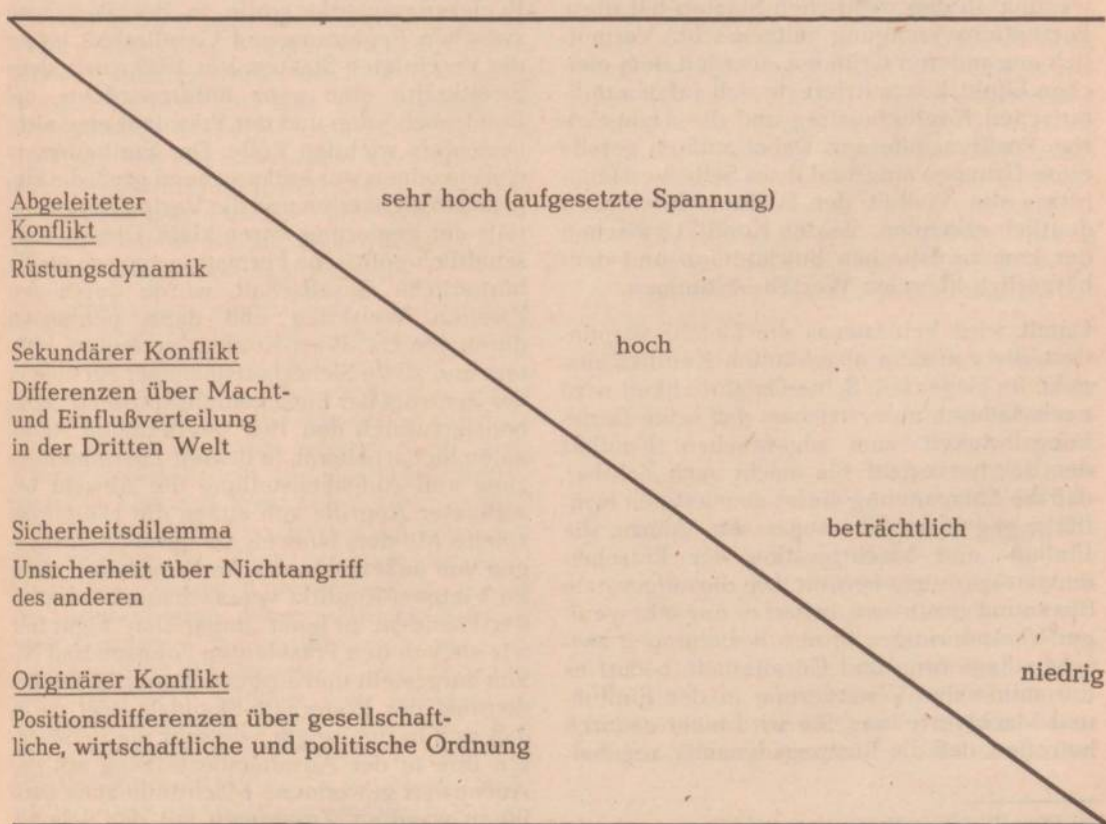 Abgeleiteter
Konflikt
sehr hoch (aufgesetzte Spannung)
Rüstungsdynamik
Sekundärer Konflikt
hoch
Differenzen über Macht-
und Einflußverteilung
in der Dritten Welt
Sicherheitsdilemma
beträchtlich
Unsicherheit über Nichtangriff
des anderen
Originärer Konflikt
niedrig
Positionsdifferenzen über gesellschaft-
liche, wirtschaftliche und politische Ordnung